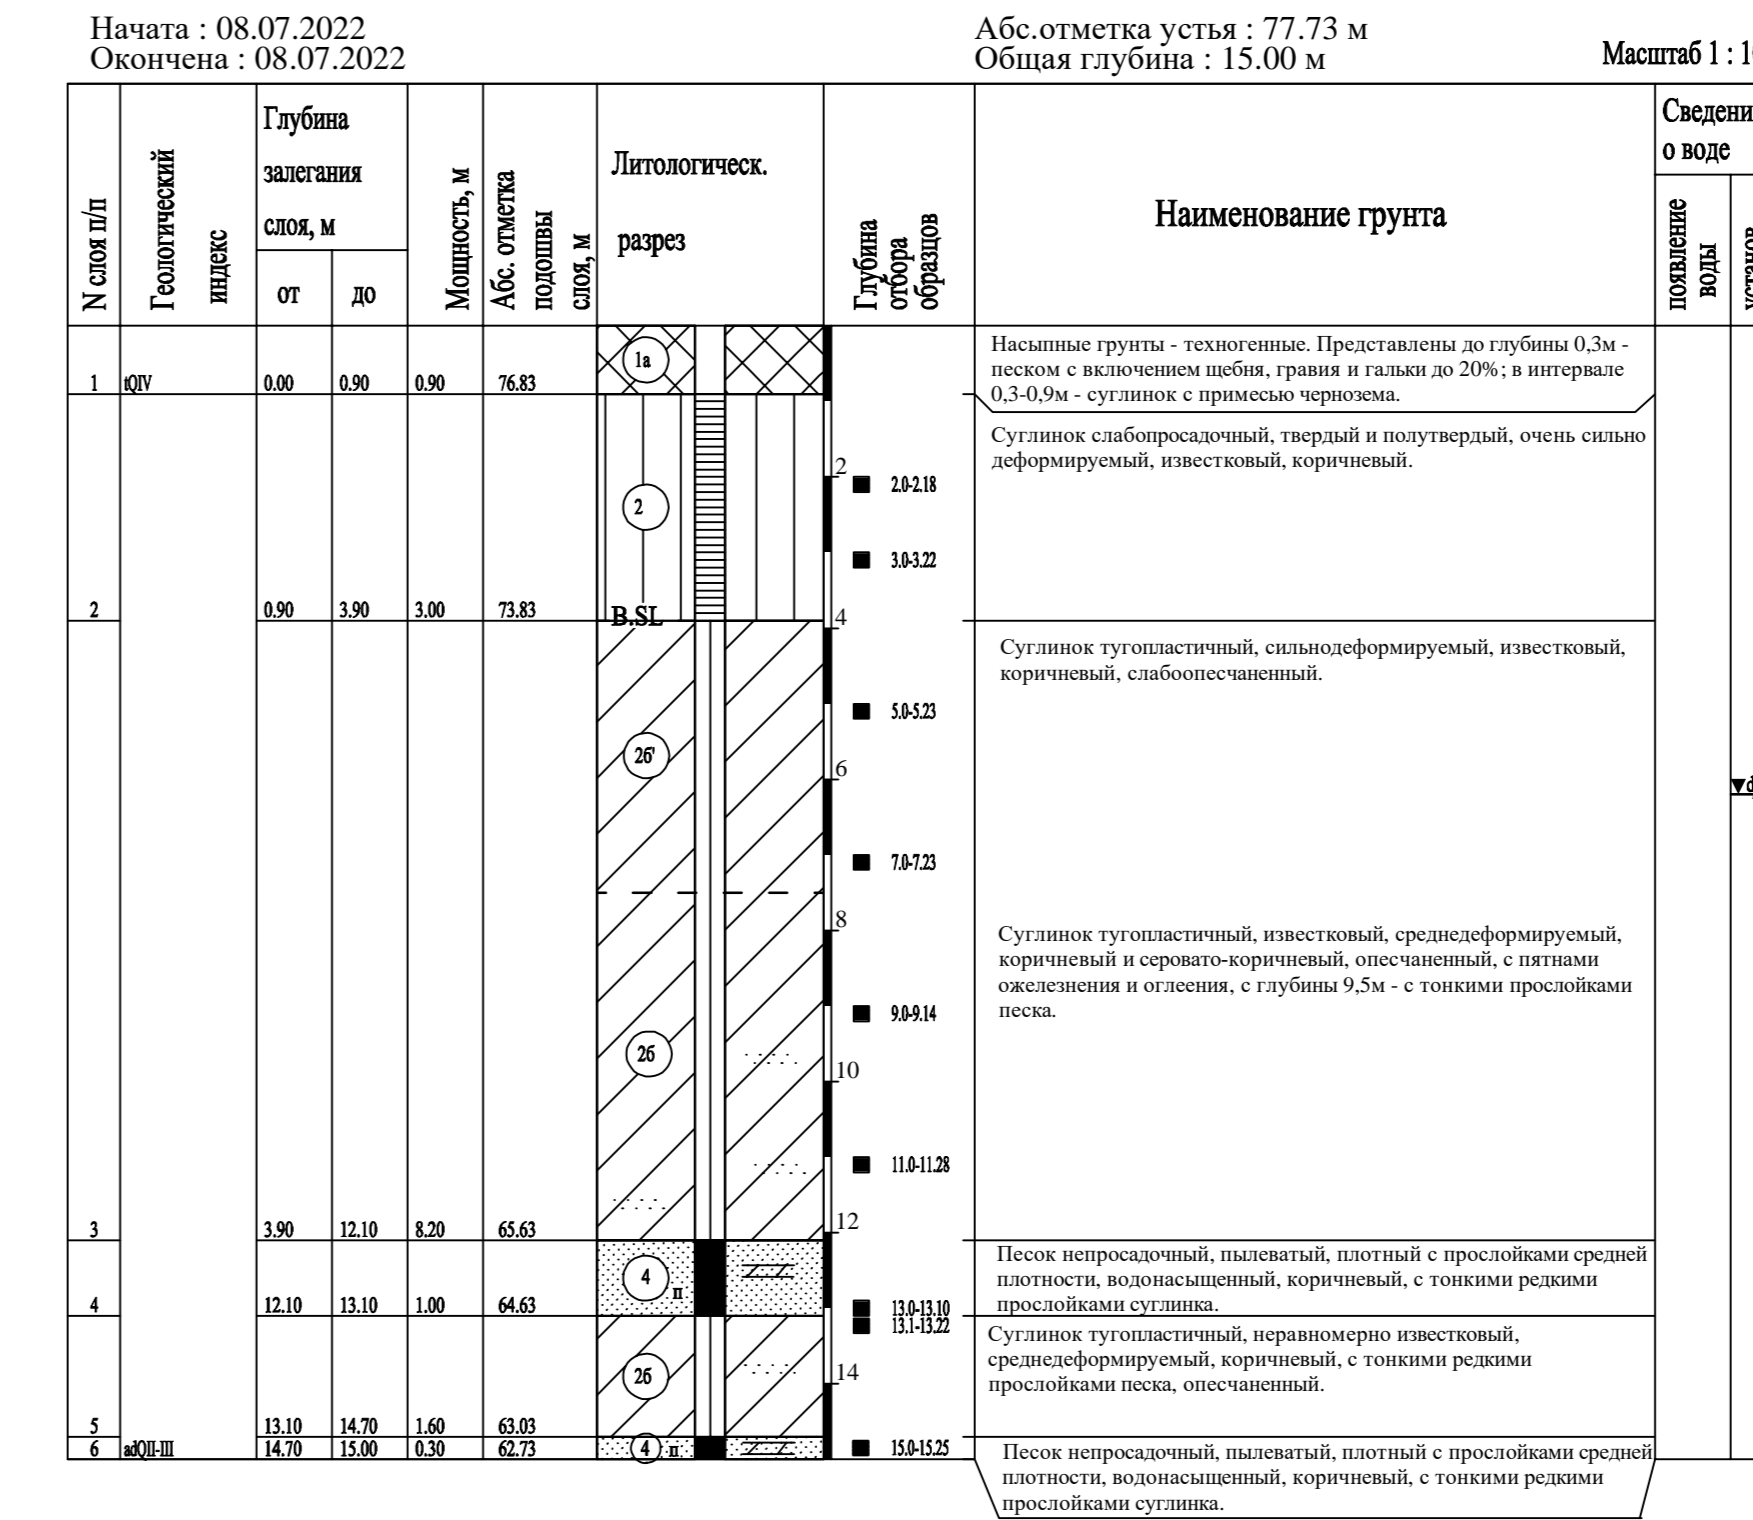 Начата : 08.07.2022
Окончена : 08.07.2022
Абс.отметка устья : 77.73 м
Общая глубина : 15.00 м
Масштаб 1 :
N слоя п/п
Геологический
индекс
Глубина
залегания
слоя, м
от
до
Мощность, м
Абс. отметка
подошвы
слоя, м
Литологическ.
разрез
Глубина
отбора
образцов
Наименование грунта
о воде
появление
воды
1 tQIV 0.00 0.90 0.90 76.83
1а
Насыпные грунты - техногенные. Представлены до глубины 0,3м -
песком с включением щебня, гравия и гальки до 20%; в интервале
0,3-0,9м - суглинок с примесью чернозема.
Суглинок слабопросадочный, твердый и полутвердый, очень сильно
деформируемый, известковый, коричневый.
2
2.0-2.18
2
3.0-3.22
2 0.90 3.90 3.00 73.83
B.SL
4
Суглинок тугопластичный, сильнодеформируемый, известковый,
коричневый, слабоопесчаненный.
5.0-5.23
2б'
6
7.0-7.23
8
Суглинок тугопластичный, известковый, среднедеформируемый,
коричневый и серовато-коричневый, опесчаненный, с пятнами
ожелезнения и оглеения, с глубины 9,5м - с тонкими прослойками
песка.
9.0-9.14
2б
10
11.0-11.28
12
3 3.90 12.10 8.20 65.63
Песок непросадочный, пылеватый, плотный с прослойками средней
плотности, водонасыщенный, коричневый, с тонкими редкими
прослойками суглинка.
4
п
4 12.10 13.10 1.00 64.63
13.0-13.10
13.1-13.22
Суглинок тугопластичный, неравномерно известковый,
среднедеформируемый, коричневый, с тонкими редкими
прослойками песка, опесчаненный.
2б
14
5 13.10 14.70 1.60 63.03
6 adQII-III 14.70 15.00 0.30 62.73
4 п
15.0-15.25
Песок непросадочный, пылеватый, плотный с прослойками средней
плотности, водонасыщенный, коричневый, с тонкими редкими
прослойками суглинка.